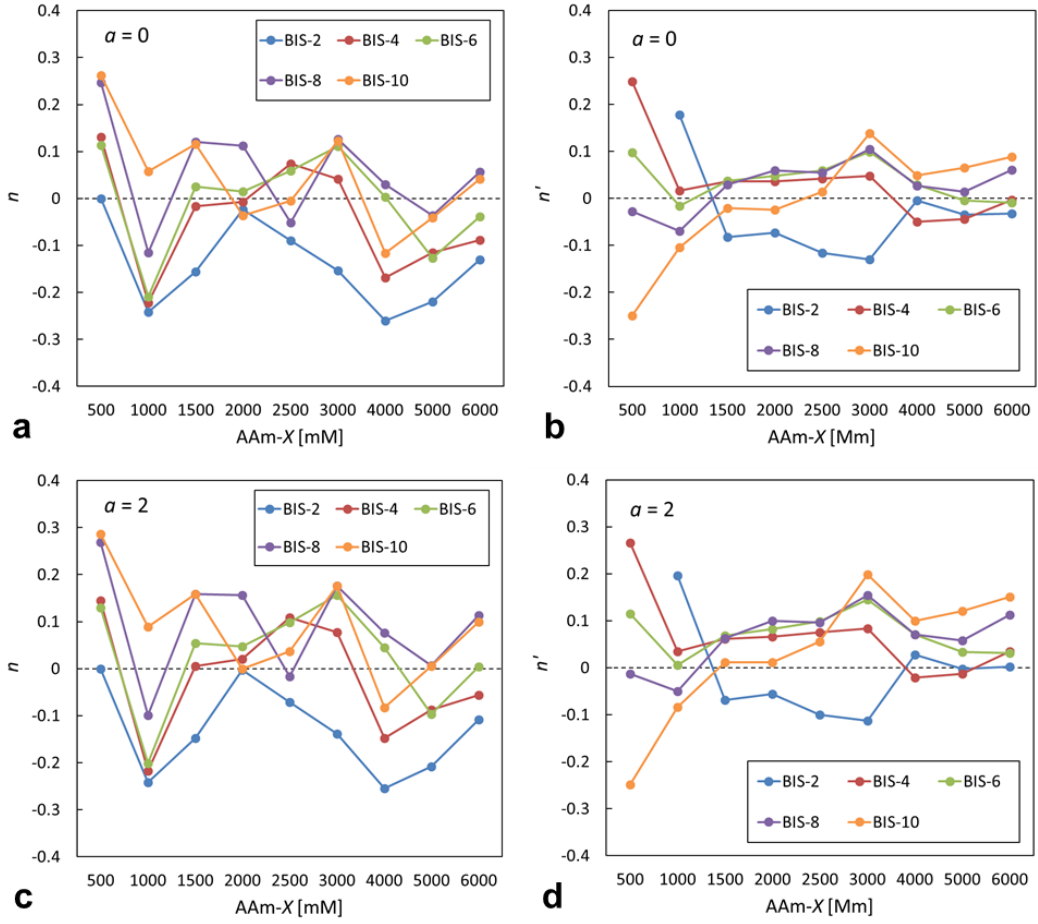 a = 0
BIS-2 BIS-4 BIS-6
BIS-8 BIS-10
0.4
0.3
0.2
0.1
0
-0.1
-0.2
-0.3
-0.4
n
500 1000 1500 2000 2500 3000 4000 5000 6000
AAm-X [mM]
a
a = 0
0.4
0.3
0.2
0.1
0
-0.1
-0.2
-0.3
-0.4
n'
BIS-2 BIS-4 BIS-6
BIS-8 BIS-10
500 1000 1500 2000 2500 3000 4000 5000 6000
AAm-X [Mm]
b
a = 2
BIS-2 BIS-4 BIS-6
BIS-8 BIS-10
0.4
0.3
0.2
0.1
0
-0.1
-0.2
-0.3
-0.4
n
500 1000 1500 2000 2500 3000 4000 5000 6000
AAm-X [mM]
c
a = 2
0.4
0.3
0.2
0.1
0
-0.1
-0.2
-0.3
-0.4
n'
BIS-2 BIS-4 BIS-6
BIS-8 BIS-10
500 1000 1500 2000 2500 3000 4000 5000 6000
AAm-X [Mm]
d